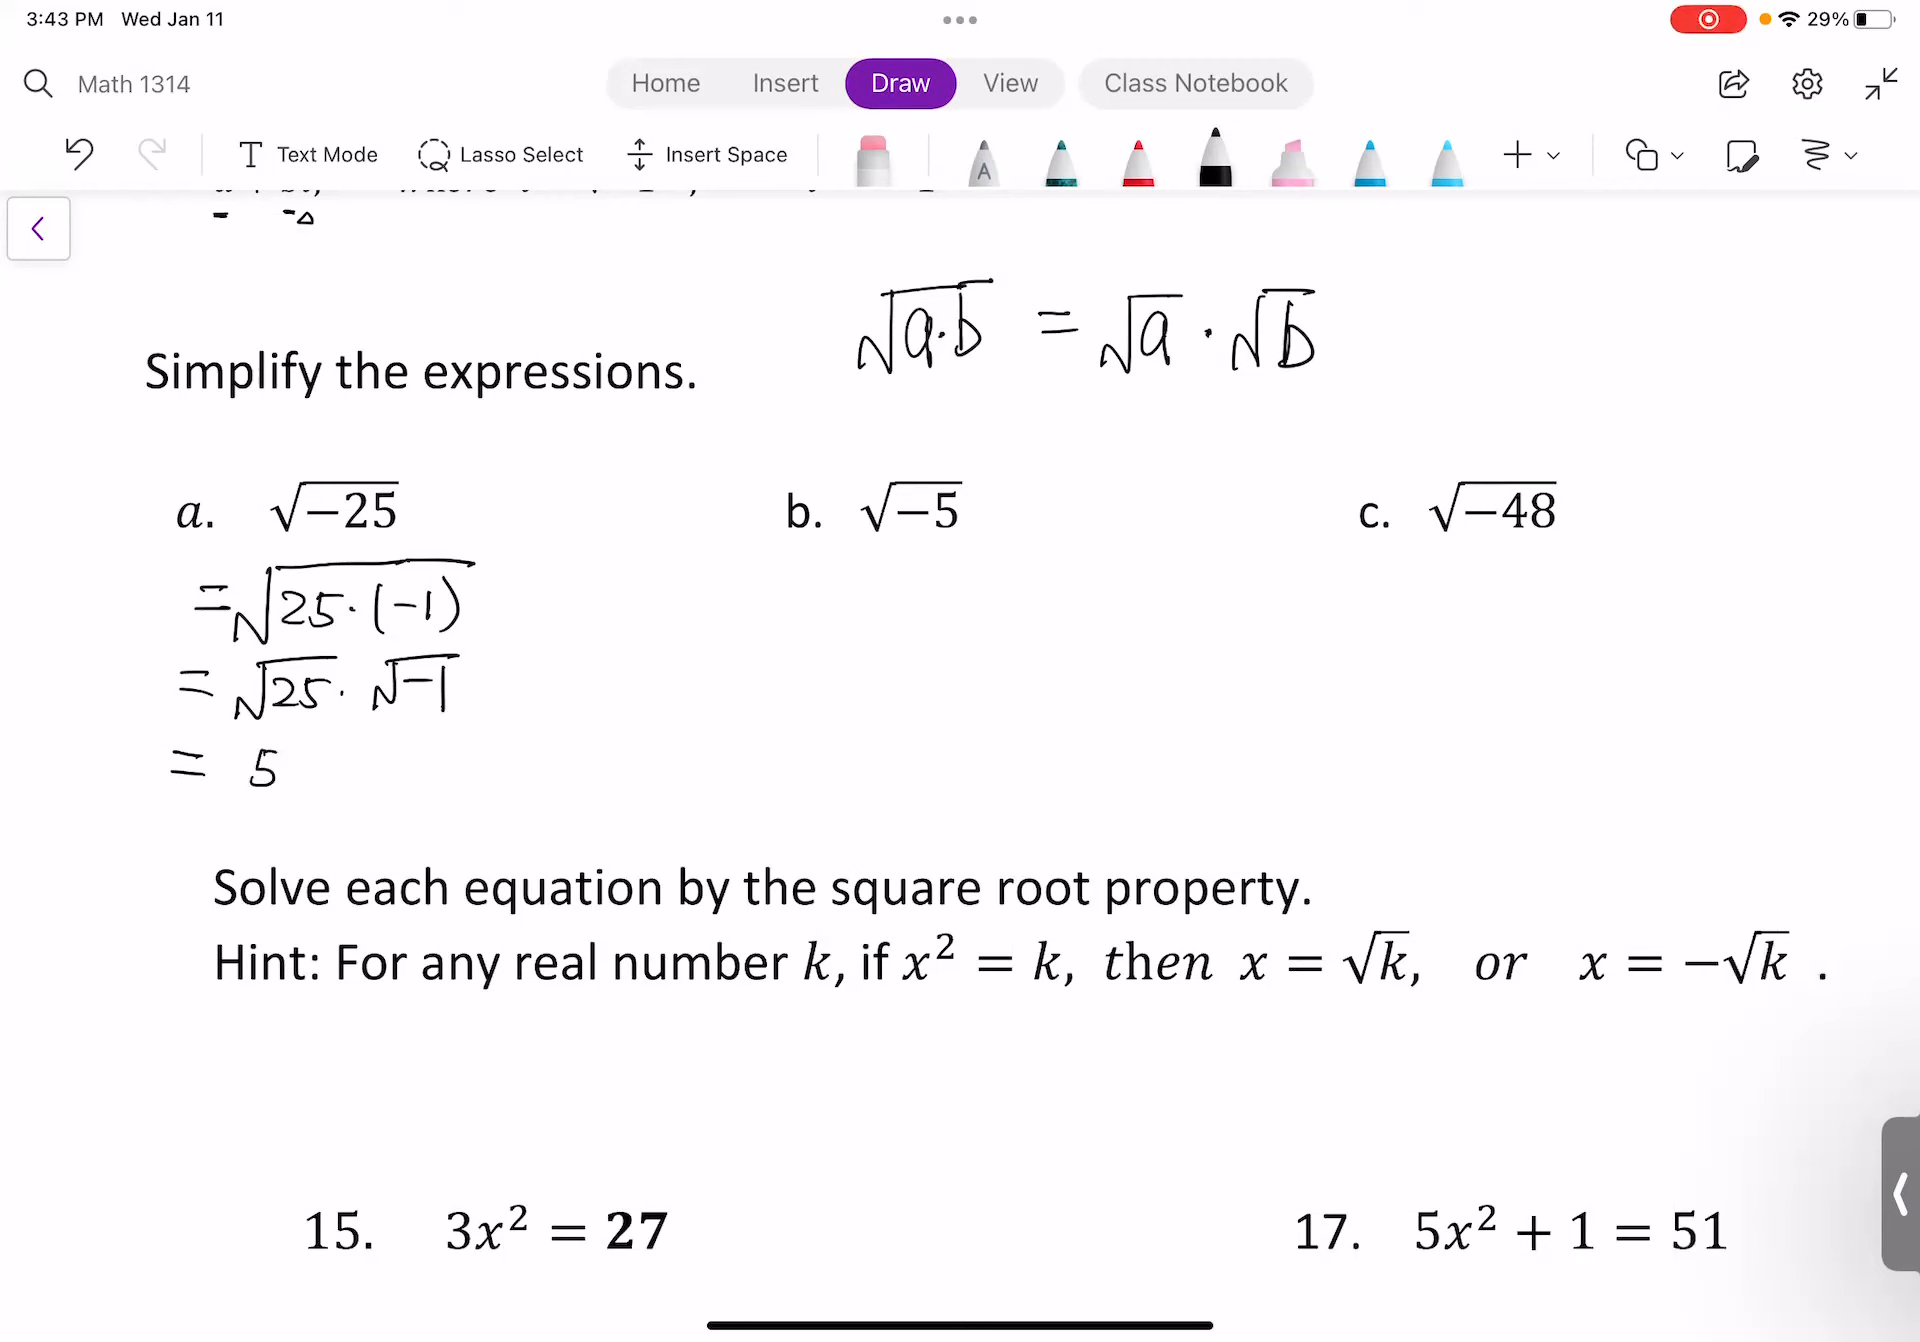 3:43 PM Wed Jan 11
29%
Math 1314
Home Insert Draw View Class Notebook
Text Mode Lasso Select Insert Space
A
√(a·b) = √a · √b
Simplify the expressions.
a. √−25 b. √−5 c. √−48
= √(25·(−1))
= √25 · √−1
= 5
Solve each equation by the square root property.
Hint: For any real number k, if x² = k, then x = √k, or x = −√k .
15. 3x² = 27 17. 5x² + 1 = 51